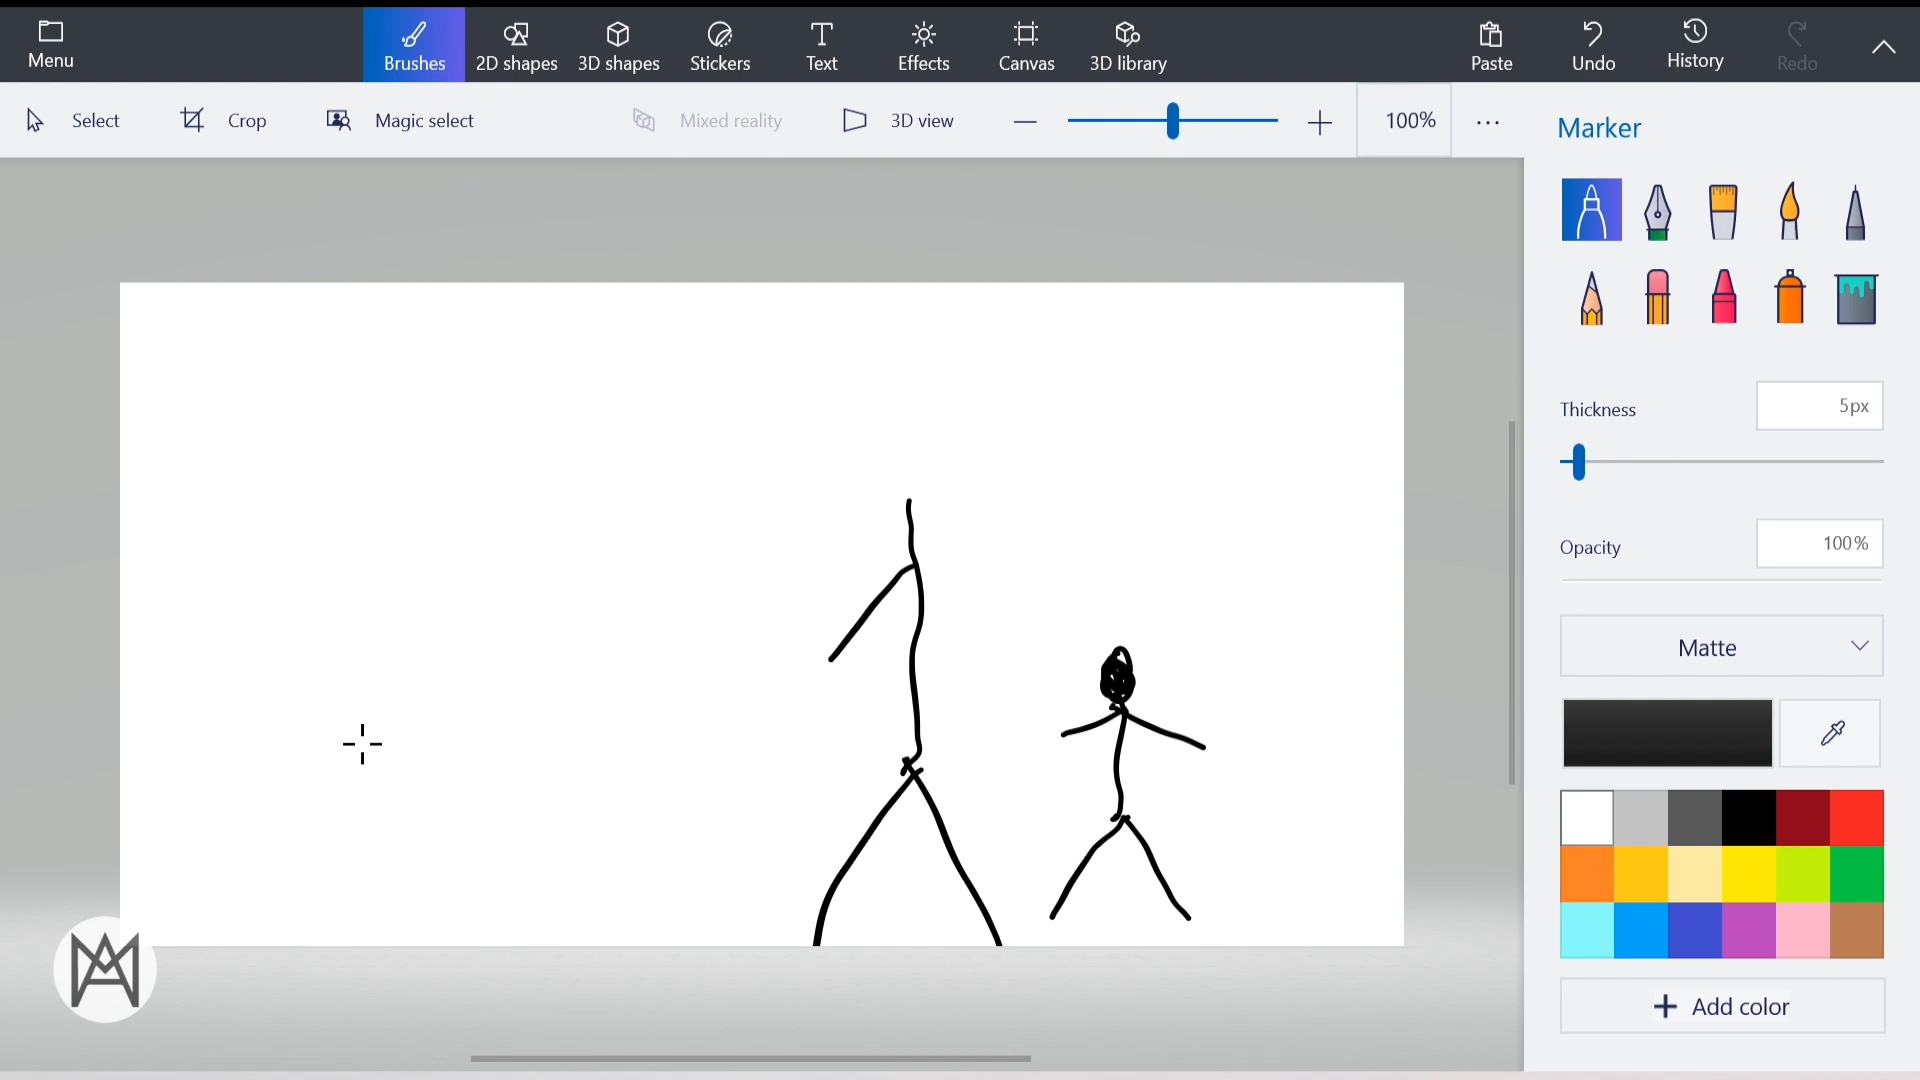 Menu
Brushes
2D shapes
3D shapes
Stickers
Text
Effects
Canvas
3D library
Paste
Undo
History
Redo
Select
Crop
Magic select
Mixed reality
3D view
100%
Marker
Thickness
5px
Opacity
100%
Matte
Add color